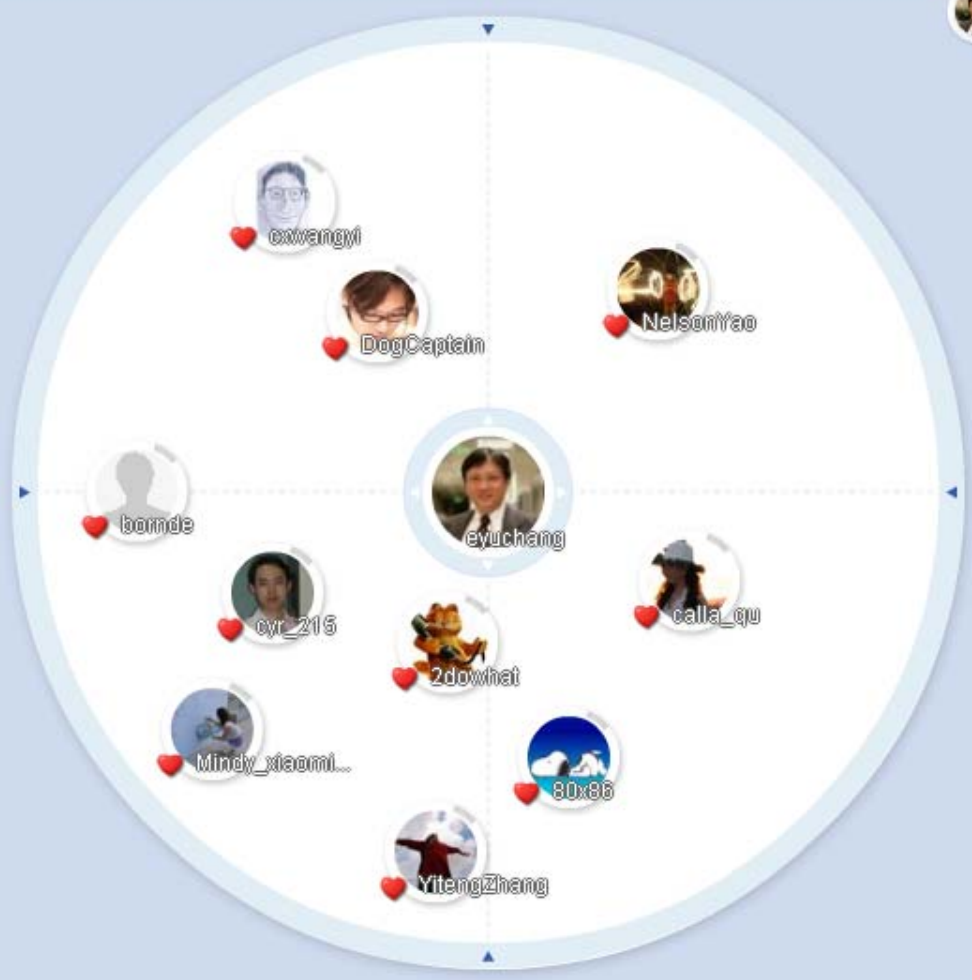 cxwangyi
NelsonYao
DogCaptain
bornde
eyuchang
cyr_215
calla_qu
2dowhat
Mindy_xiaomi...
80x86
YitengZhang